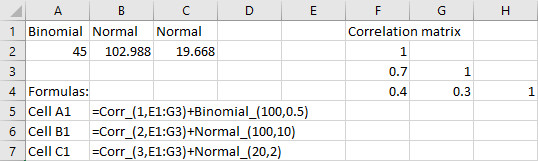 A B C D E F G H
1 Binomial Normal Normal Correlation matrix
2 45 102.988 19.668 1
3 0.7 1
4 Formulas: 0.4 0.3 1
5 Cell A1 =Corr_(1,E1:G3)+Binomial_(100,0.5)
6 Cell B1 =Corr_(2,E1:G3)+Normal_(100,10)
7 Cell C1 =Corr_(3,E1:G3)+Normal_(20,2)